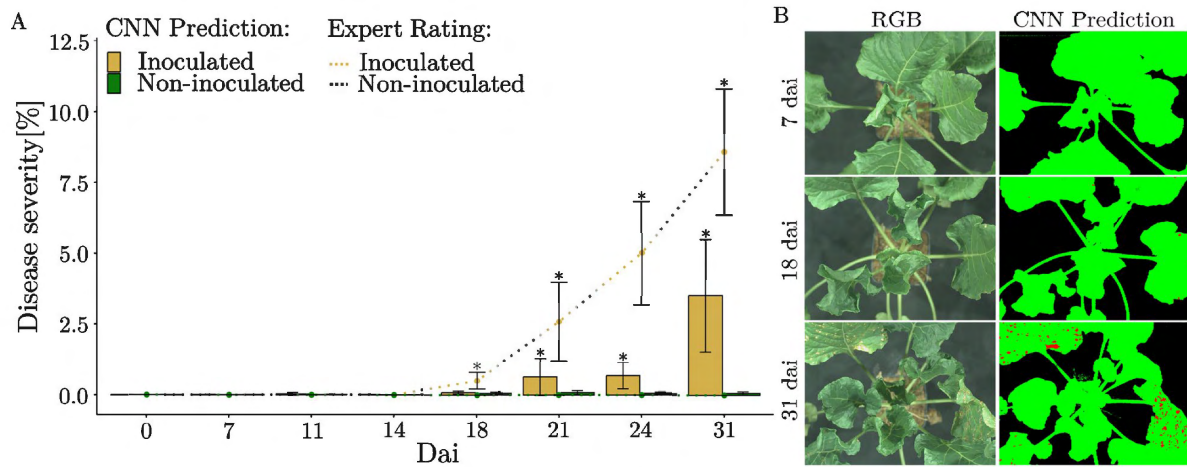 A
CNN Prediction:
Inoculated
Non-inoculated
Expert Rating:
Inoculated
Non-inoculated
Disease severity[%]
12.5
10.0
7.5
5.0
2.5
0.0
*
*
*
*
*
*
*
0
7
11
14
18
21
24
31
Dai
B
RGB
CNN Prediction
7 dai
18 dai
31 dai